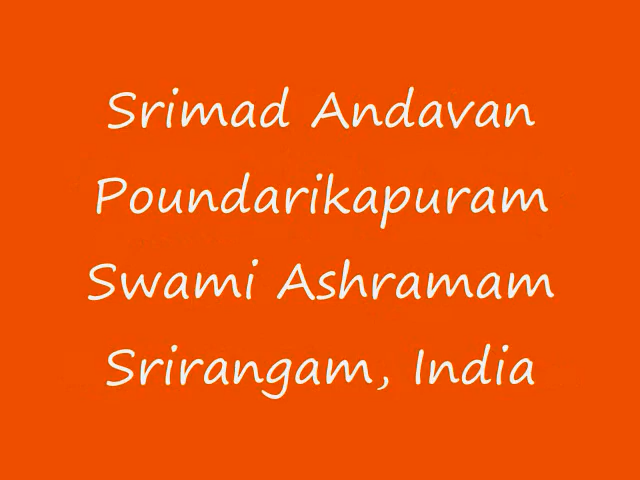 Srimad Andavan
Poundarikapuram
Swami Ashramam
Srirangam, India